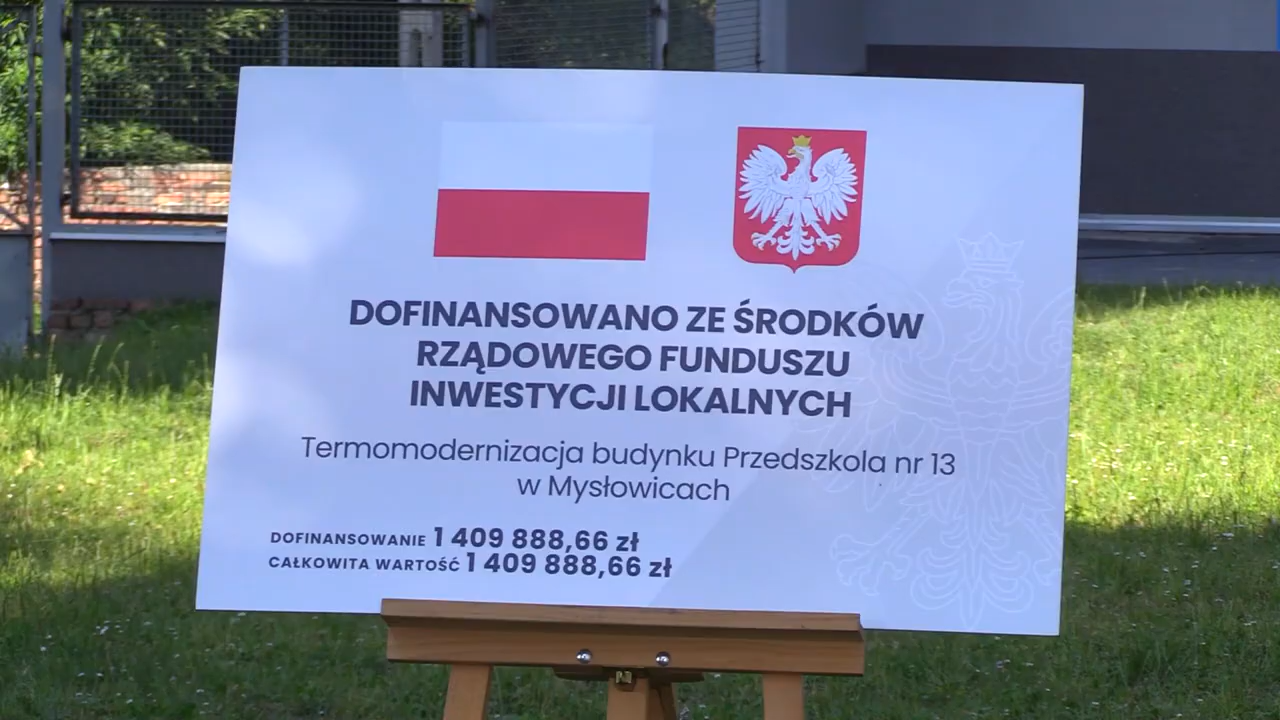 DOFINANSOWANO ZE ŚRODKÓW
RZĄDOWEGO FUNDUSZU
INWESTYCJI LOKALNYCH
Termomodernizacja budynku Przedszkola nr 13
w Mysłowicach
DOFINANSOWANIE 1 409 888,66 zł
CAŁKOWITA WARTOŚĆ 1 409 888,66 zł